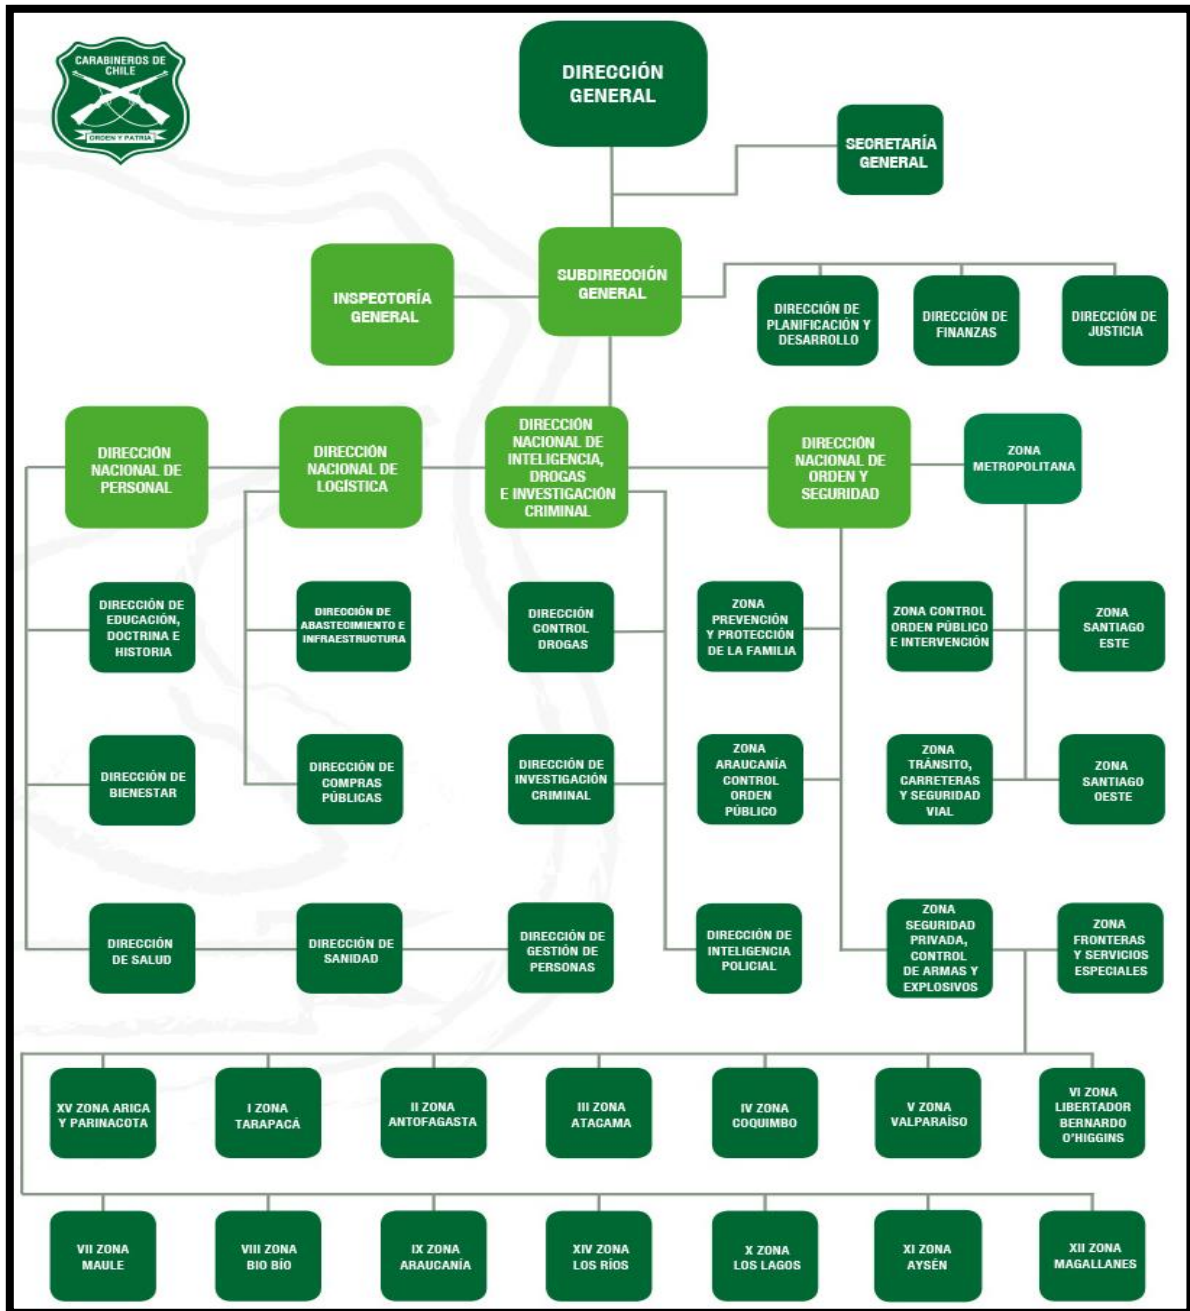 CARABINEROS DE
CHILE
ORDEN Y PATRIA
DIRECCIÓN
GENERAL
SECRETARÍA
GENERAL
INSPECTORÍA
GENERAL
SUBDIRECCIÓN
GENERAL
DIRECCIÓN DE
PLANIFICACIÓN Y
DESARROLLO
DIRECCIÓN DE
FINANZAS
DIRECCIÓN DE
JUSTICIA
DIRECCIÓN
NACIONAL DE
PERSONAL
DIRECCIÓN
NACIONAL DE
LOGÍSTICA
DIRECCIÓN
NACIONAL DE
INTELIGENCIA,
DROGAS
E INVESTIGACIÓN
CRIMINAL
DIRECCIÓN
NACIONAL DE
ORDEN Y
SEGURIDAD
ZONA
METROPOLITANA
DIRECCIÓN DE
EDUCACIÓN,
DOCTRINA E
HISTORIA
DIRECCIÓN DE
ABASTECIMIENTO E
INFRAESTRUCTURA
DIRECCIÓN
CONTROL
DROGAS
ZONA
PREVENCIÓN
Y PROTECCIÓN
DE LA FAMILIA
ZONA CONTROL
ORDEN PÚBLICO
E INTERVENCIÓN
ZONA
SANTIAGO
ESTE
DIRECCIÓN DE
BIENESTAR
DIRECCIÓN DE
COMPRAS
PÚBLICAS
DIRECCIÓN DE
INVESTIGACIÓN
CRIMINAL
ZONA
ARAUCANÍA
CONTROL
ORDEN
PÚBLICO
ZONA
TRÁNSITO,
CARRETERAS
Y SEGURIDAD
VIAL
ZONA
SANTIAGO
OESTE
DIRECCIÓN
DE SALUD
DIRECCIÓN DE
SANIDAD
DIRECCIÓN DE
GESTIÓN DE
PERSONAS
DIRECCIÓN DE
INTELIGENCIA
POLICIAL
ZONA
SEGURIDAD
PRIVADA,
CONTROL
DE ARMAS Y
EXPLOSIVOS
ZONA
FRONTERAS
Y SERVICIOS
ESPECIALES
XV ZONA ARICA
Y PARINACOTA
I ZONA
TARAPACÁ
II ZONA
ANTOFAGASTA
III ZONA
ATACAMA
IV ZONA
COQUIMBO
V ZONA
VALPARAÍSO
VI ZONA
LIBERTADOR
BERNARDO
O'HIGGINS
VII ZONA
MAULE
VIII ZONA
BIO BÍO
IX ZONA
ARAUCANÍA
XIV ZONA
LOS RÍOS
X ZONA
LOS LAGOS
XI ZONA
AYSÉN
XII ZONA
MAGALLANES